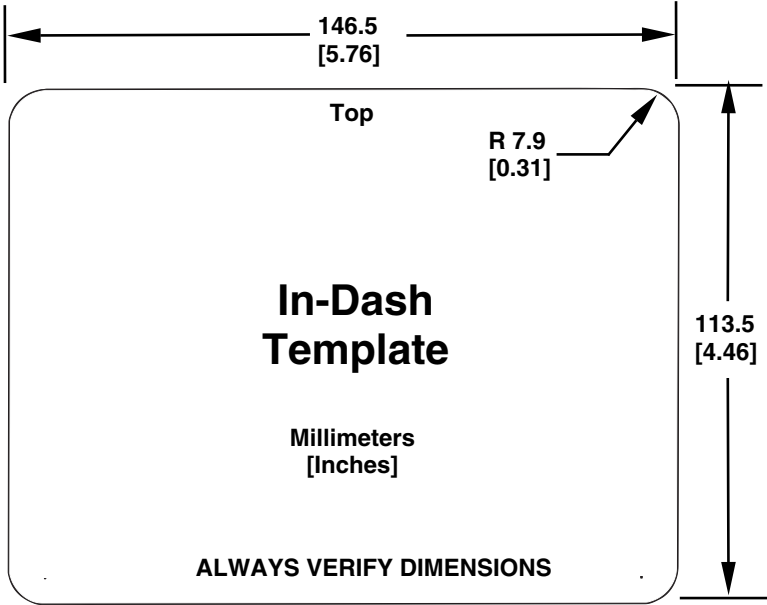 146.5
[5.76]
Top
R 7.9
[0.31]
In-Dash
Template
113.5
[4.46]
Millimeters
[Inches]
ALWAYS VERIFY DIMENSIONS